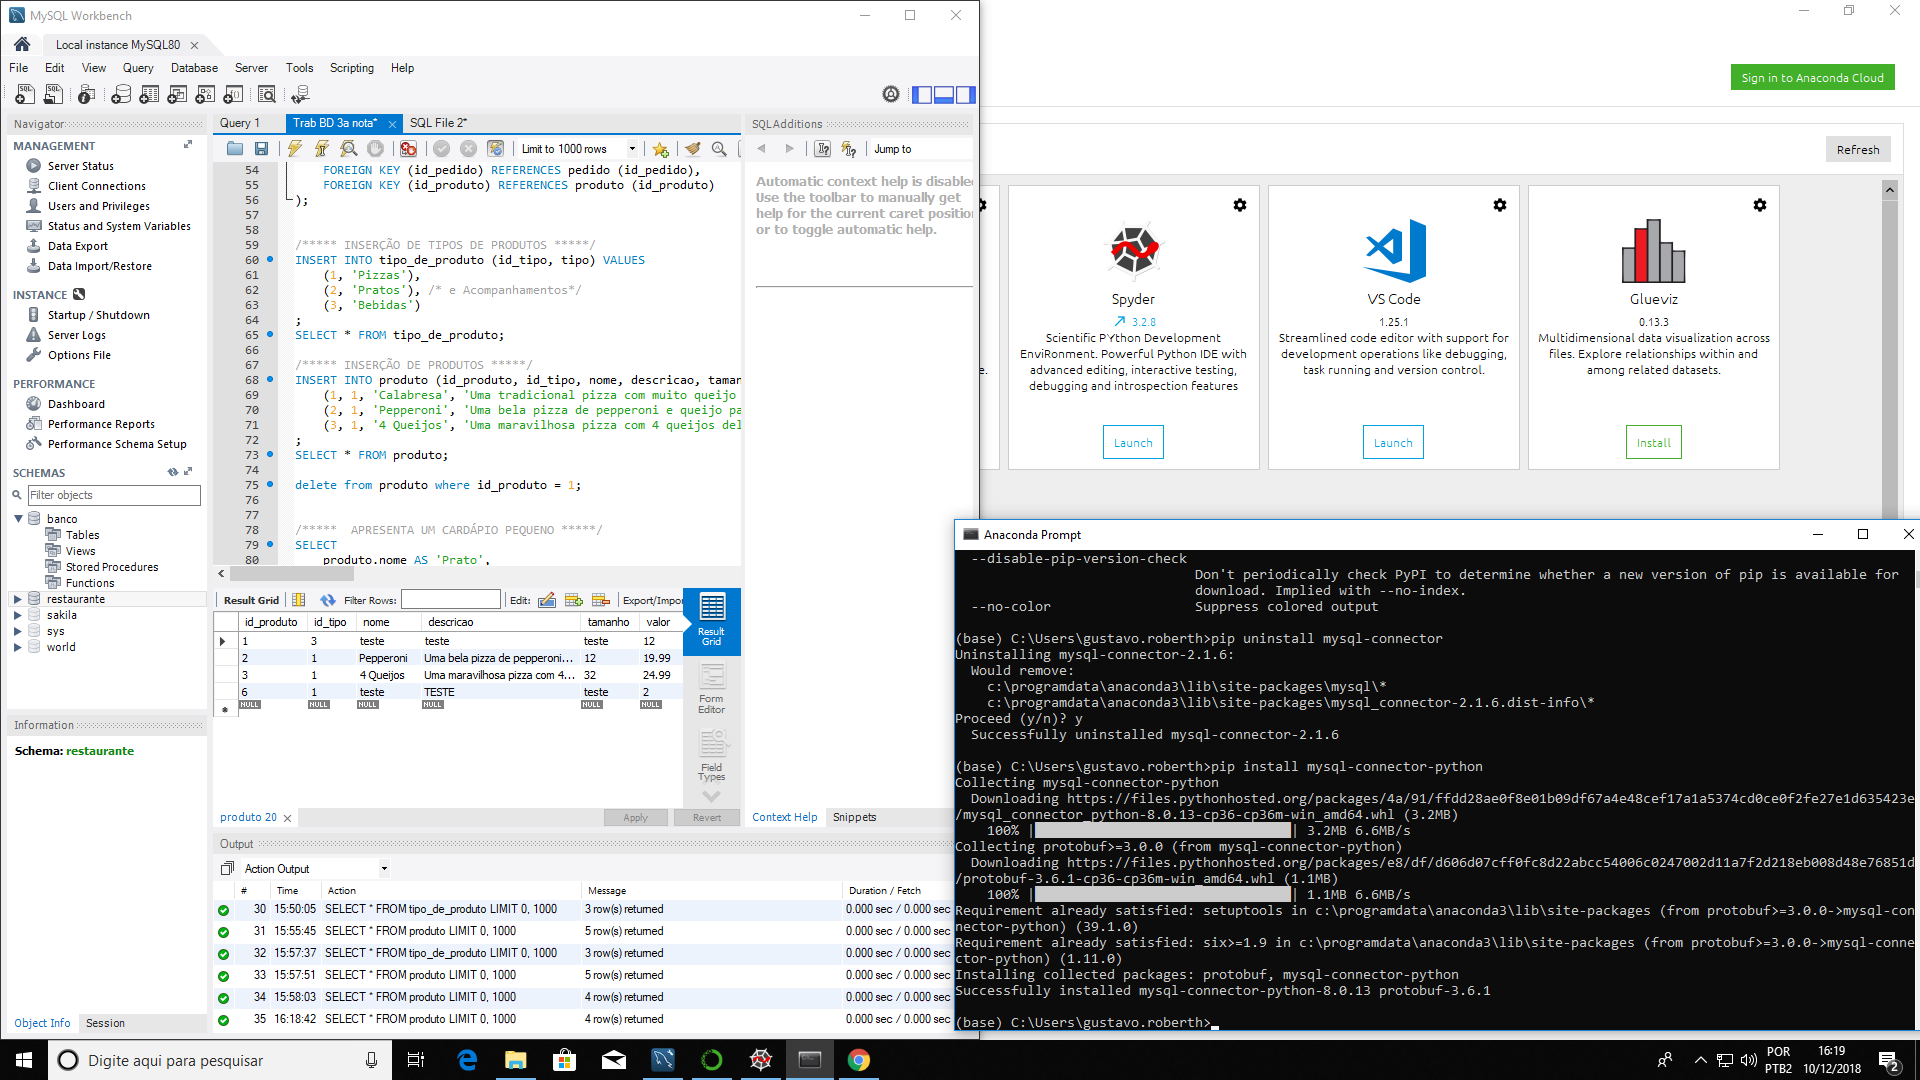 MySQL Workbench
Local instance MySQL80
File Edit View Query Database Server Tools Scripting Help
Navigator
MANAGEMENT
Server Status
Client Connections
Users and Privileges
Status and System Variables
Data Export
Data Import/Restore
INSTANCE
Startup / Shutdown
Server Logs
Options File
PERFORMANCE
Dashboard
Performance Reports
Performance Schema Setup
SCHEMAS
Filter objects
banco
Tables
Views
Stored Procedures
Functions
restaurante
sakila
sys
world
Information
Schema: restaurante
Object Info Session
Query 1 Trab BD 3a nota* SQL File 2*
Limit to 1000 rows
54 FOREIGN KEY (id_pedido) REFERENCES pedido (id_pedido),
55 FOREIGN KEY (id_produto) REFERENCES produto (id_produto)
56 );
57
58
59 /***** INSERÇÃO DE TIPOS DE PRODUTOS *****/
60 INSERT INTO tipo_de_produto (id_tipo, tipo) VALUES
61 (1, 'Pizzas'),
62 (2, 'Pratos'), /* e Acompanhamentos*/
63 (3, 'Bebidas')
64 ;
65 SELECT * FROM tipo_de_produto;
66
67 /***** INSERÇÃO DE PRODUTOS *****/
68 INSERT INTO produto (id_produto, id_tipo, nome, descricao, taman
69 (1, 1, 'Calabresa', 'Uma tradicional pizza com muito queijo
70 (2, 1, 'Pepperoni', 'Uma bela pizza de pepperoni e queijo pa
71 (3, 1, '4 Queijos', 'Uma maravilhosa pizza com 4 queijos del
72 ;
73 SELECT * FROM produto;
74
75 delete from produto where id_produto = 1;
76
77
78 /***** APRESENTA UM CARDÁPIO PEQUENO *****/
79 SELECT
80 produto.nome AS 'Prato',
Result Grid Filter Rows: Edit: Export/Impor
id_produto id_tipo nome descricao tamanho valor
1 3 teste teste teste 12
2 1 Pepperoni Uma bela pizza de pepperoni... 12 19.99
3 1 4 Queijos Uma maravilhosa pizza com 4... 32 24.99
6 1 teste TESTE teste 2
NULL NULL NULL NULL NULL NULL
Result Grid
Form Editor
Field Types
produto 20
Apply Revert
SQLAdditions
Jump to
Automatic context help is disable
Use the toolbar to manually get
help for the current caret position
or to toggle automatic help.
Context Help Snippets
Output
Action Output
# Time Action Message Duration / Fetch
30 15:50:05 SELECT * FROM tipo_de_produto LIMIT 0, 1000 3 row(s) returned 0.000 sec / 0.000 sec
31 15:55:45 SELECT * FROM produto LIMIT 0, 1000 5 row(s) returned 0.000 sec / 0.000 sec
32 15:57:37 SELECT * FROM tipo_de_produto LIMIT 0, 1000 3 row(s) returned 0.000 sec / 0.000 sec
33 15:57:51 SELECT * FROM produto LIMIT 0, 1000 5 row(s) returned 0.000 sec / 0.000 sec
34 15:58:03 SELECT * FROM produto LIMIT 0, 1000 4 row(s) returned 0.000 sec / 0.000 sec
35 16:18:42 SELECT * FROM produto LIMIT 0, 1000 4 row(s) returned 0.000 sec / 0.000 sec
Sign in to Anaconda Cloud
Refresh
e.
Spyder
3.2.8
Scientific PYthon Development
EnviRonment. Powerful Python IDE with
advanced editing, interactive testing,
debugging and introspection features
Launch
VS Code
1.25.1
Streamlined code editor with support for
development operations like debugging,
task running and version control.
Launch
Glueviz
0.13.3
Multidimensional data visualization across
files. Explore relationships within and
among related datasets.
Install
Anaconda Prompt
--disable-pip-version-check
Don't periodically check PyPI to determine whether a new version of pip is available for
download. Implied with --no-index.
--no-color Suppress colored output
(base) C:\Users\gustavo.roberth>pip uninstall mysql-connector
Uninstalling mysql-connector-2.1.6:
Would remove:
c:\programdata\anaconda3\lib\site-packages\mysql\*
c:\programdata\anaconda3\lib\site-packages\mysql_connector-2.1.6.dist-info\*
Proceed (y/n)? y
Successfully uninstalled mysql-connector-2.1.6
(base) C:\Users\gustavo.roberth>pip install mysql-connector-python
Collecting mysql-connector-python
Downloading https://files.pythonhosted.org/packages/4a/91/ffdd28ae0f8e01b09df67a4e48cef17a1a5374cd0ce0f2fe27e1d635423e
/mysql_connector_python-8.0.13-cp36-cp36m-win_amd64.whl (3.2MB)
100% | | 3.2MB 6.6MB/s
Collecting protobuf>=3.0.0 (from mysql-connector-python)
Downloading https://files.pythonhosted.org/packages/e8/df/d606d07cff0fc8d22abcc54006c0247002d11a7f2d218eb008d48e76851d
/protobuf-3.6.1-cp36-cp36m-win_amd64.whl (1.1MB)
100% | | 1.1MB 6.6MB/s
Requirement already satisfied: setuptools in c:\programdata\anaconda3\lib\site-packages (from protobuf>=3.0.0->mysql-con
nector-python) (39.1.0)
Requirement already satisfied: six>=1.9 in c:\programdata\anaconda3\lib\site-packages (from protobuf>=3.0.0->mysql-conne
ctor-python) (1.11.0)
Installing collected packages: protobuf, mysql-connector-python
Successfully installed mysql-connector-python-8.0.13 protobuf-3.6.1
(base) C:\Users\gustavo.roberth>
Digite aqui para pesquisar
POR
PTB2
16:19
10/12/2018
2